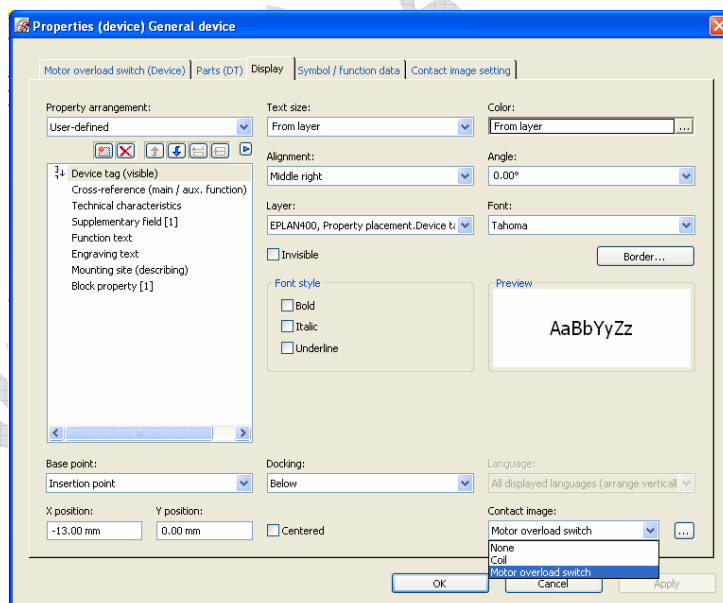 Properties (device) General device
Motor overload switch (Device) Parts (DT) Display Symbol / function data Contact image setting
Property arrangement: Text size: Color:
User-defined From layer From layer ...
Alignment: Angle:
Device tag (visible) Middle right 0.00°
Cross-reference (main / aux. function)
Technical characteristics Layer: Font:
Supplementary field [1] EPLAN400, Property placement.Device ta Tahoma
Function text
Engraving text Invisible Border...
Mounting site (describing)
Block property [1] Font style Preview
Bold
Italic AaBbYyZz
Underline
Base point: Docking: Language:
Insertion point Below All displayed languages (arrange verticall
X position: Y position: Contact image:
-13.00 mm 0.00 mm Centered Motor overload switch ...
None
Coil
Motor overload switch
OK Cancel Apply